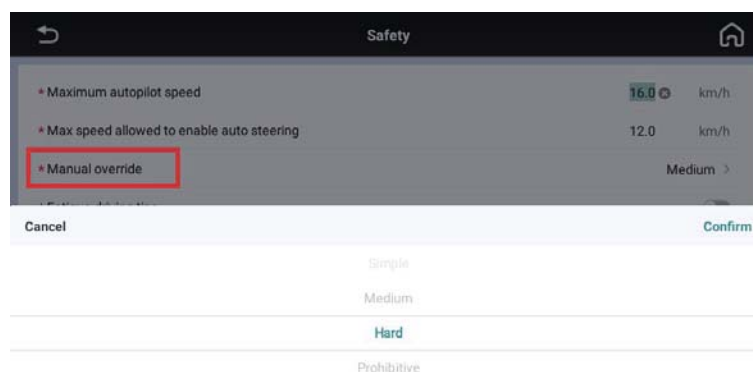 Safety
* Maximum autopilot speed 16.0 km/h
* Max speed allowed to enable auto steering 12.0 km/h
* Manual override Medium >
Cancel Confirm
Simple
Medium
Hard
Prohibitive